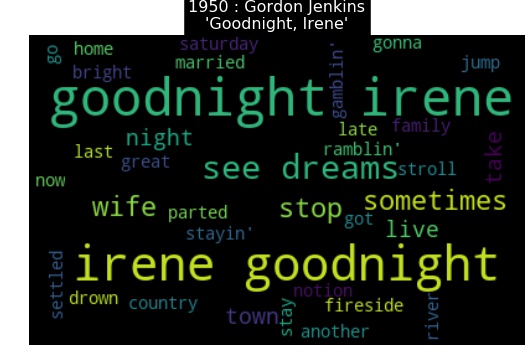 1950 : Gordon Jenkins
'Goodnight, Irene'
go
home
saturday
gonna
married
bright
gamblin'
jump
goodnight irene
late
family
night
ramblin'
take
last
great
see dreams
stroll
now
wife
parted
stop
got
sometimes
stayin'
live
irene goodnight
settled
drown
country
notion
fireside
town
stay
another
river